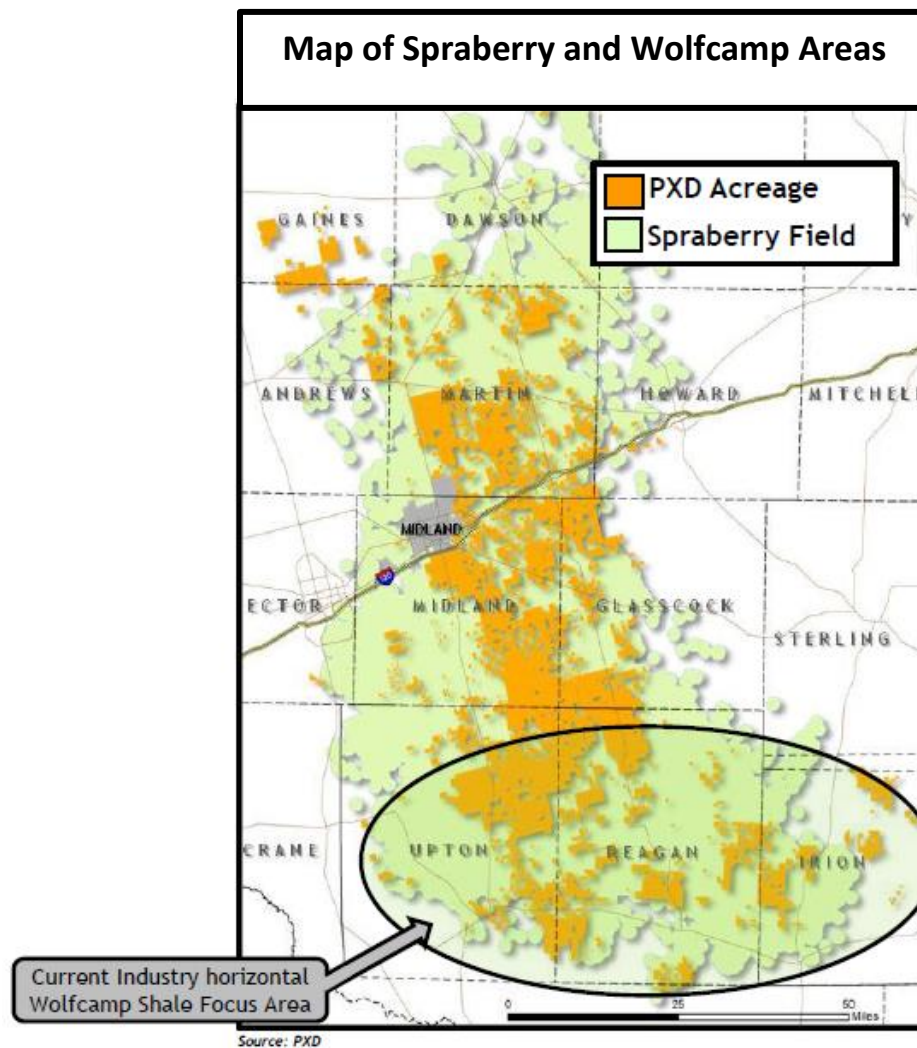 Map of Spraberry and Wolfcamp Areas
PXD Acreage
Spraberry Field
GAINES
DAWSON
Y
ANDREWS
MARTIN
HOWARD
MITCHELL
MIDLAND
20
ECTOR
MIDLAND
GLASSCOCK
STERLING
CRANE
UPTON
REAGAN
IRION
Current Industry horizontal
Wolfcamp Shale Focus Area
0 25 50
Miles
Source: PXD